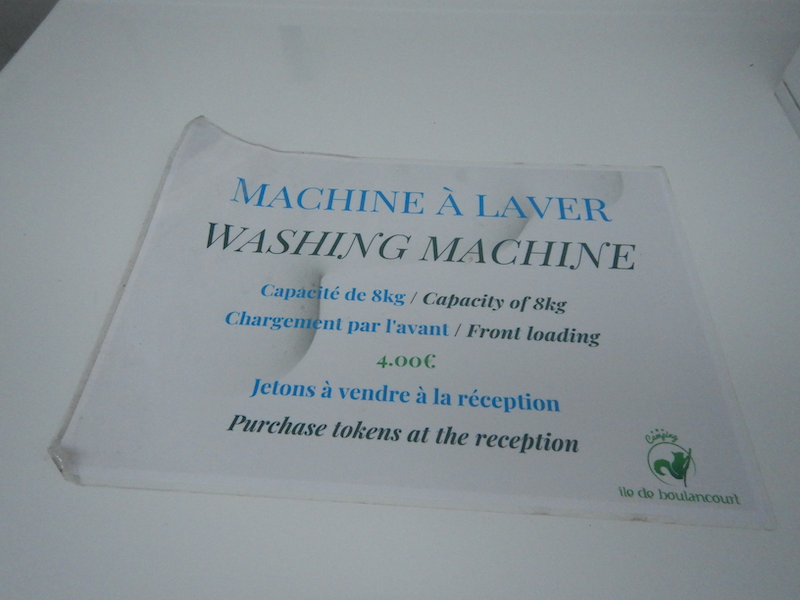 MACHINE À LAVER
WASHING MACHINE
Capacité de 8kg / Capacity of 8kg
Chargement par l'avant / Front loading
4.00€
Jetons à vendre à la réception
Purchase tokens at the reception
Camping
île de boulancourt